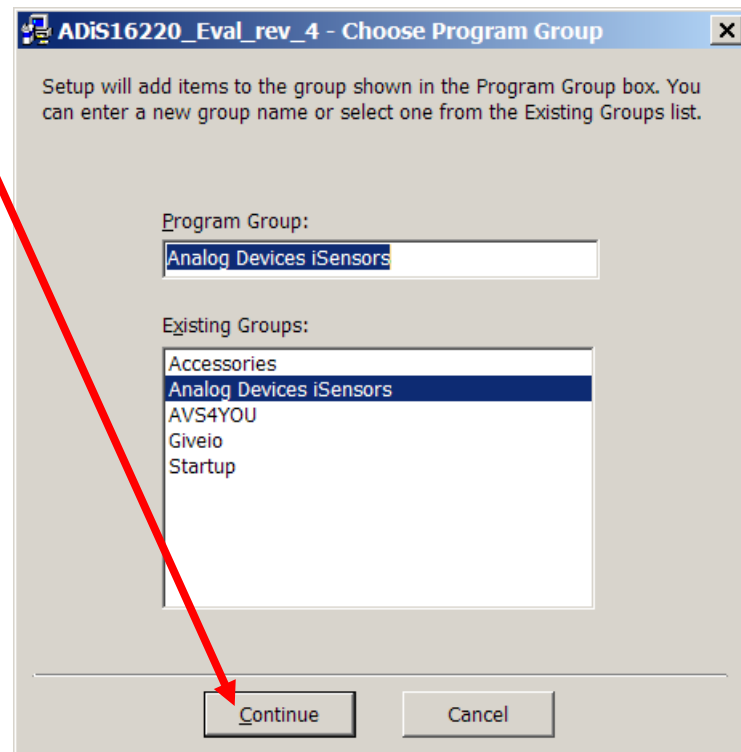 ADiS16220_Eval_rev_4 - Choose Program Group
Setup will add items to the group shown in the Program Group box. You
can enter a new group name or select one from the Existing Groups list.
Program Group:
Analog Devices iSensors
Existing Groups:
Accessories
Analog Devices iSensors
AVS4YOU
Giveio
Startup
Continue
Cancel